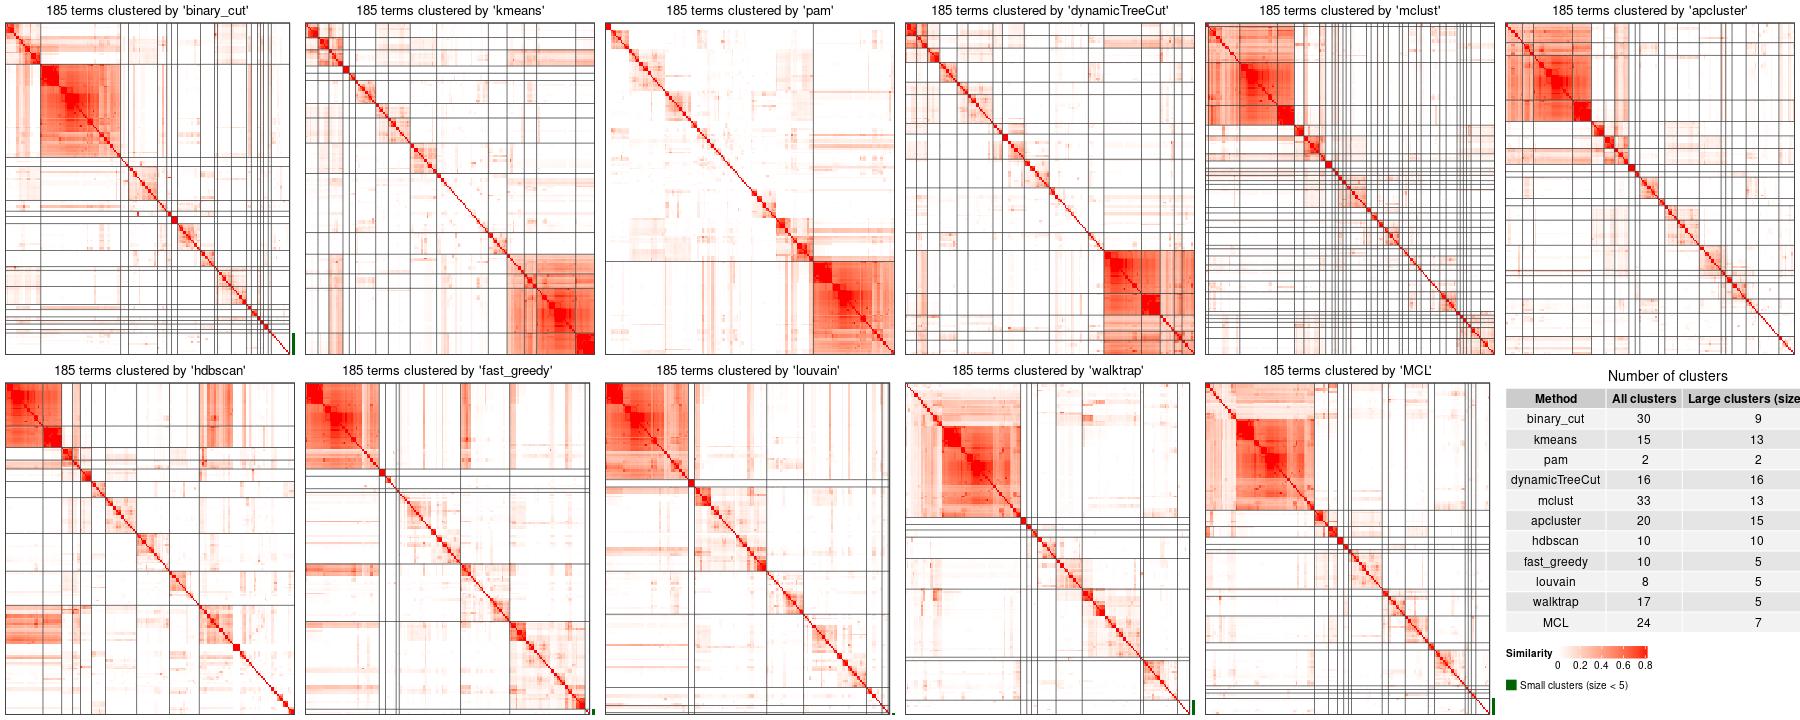 185 terms clustered by 'binary_cut'
185 terms clustered by 'kmeans'
185 terms clustered by 'pam'
185 terms clustered by 'dynamicTreeCut'
185 terms clustered by 'mclust'
185 terms clustered by 'apcluster'
185 terms clustered by 'hdbscan'
185 terms clustered by 'fast_greedy'
185 terms clustered by 'louvain'
185 terms clustered by 'walktrap'
185 terms clustered by 'MCL'
Number of clusters
Method All clusters Large clusters (size
binary_cut 30 9
kmeans 15 13
pam 2 2
dynamicTreeCut 16 16
mclust 33 13
apcluster 20 15
hdbscan 10 10
fast_greedy 10 5
louvain 8 5
walktrap 17 5
MCL 24 7
Similarity
0 0.2 0.4 0.6 0.8
Small clusters (size < 5)